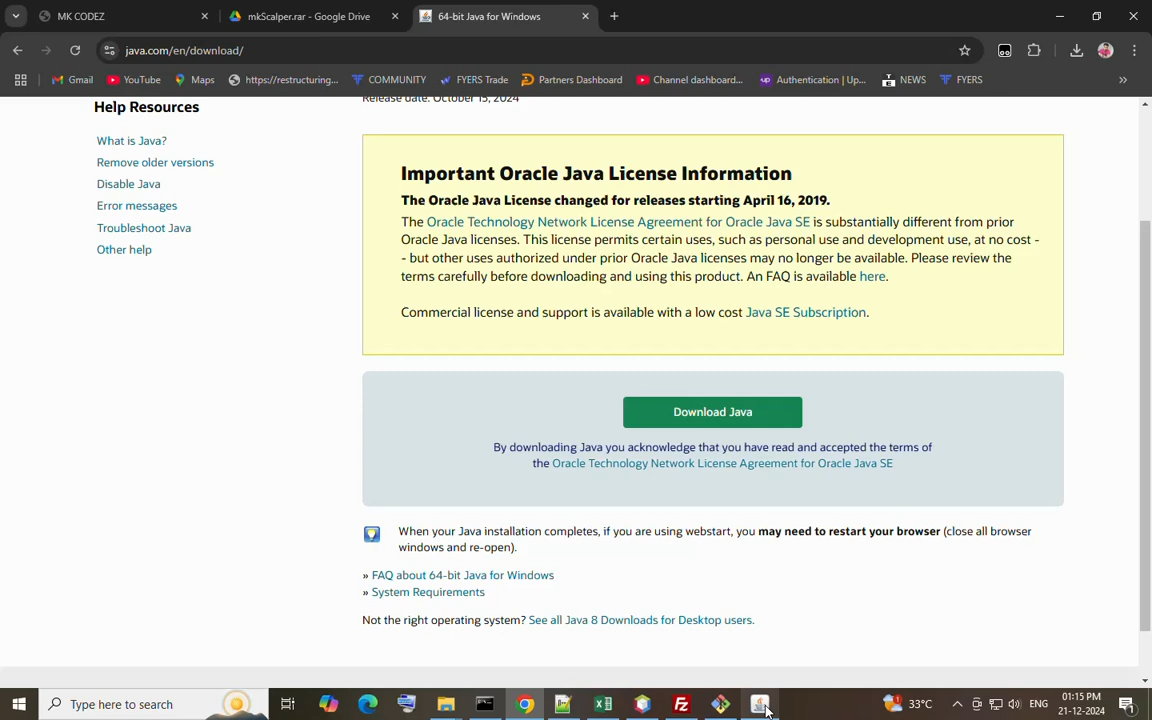 MK CODEZ
mkScalper.rar - Google Drive
64-bit Java for Windows
java.com/en/download/
Gmail
YouTube
Maps
https://restructuring...
COMMUNITY
FYERS Trade
Partners Dashboard
Channel dashboard...
Authentication | Up...
NEWS
FYERS
Help Resources
What is Java?
Remove older versions
Disable Java
Error messages
Troubleshoot Java
Other help
Release date: October 15, 2024
Important Oracle Java License Information
The Oracle Java License changed for releases starting April 16, 2019.
The Oracle Technology Network License Agreement for Oracle Java SE is substantially different from prior
Oracle Java licenses. This license permits certain uses, such as personal use and development use, at no cost -
- but other uses authorized under prior Oracle Java licenses may no longer be available. Please review the
terms carefully before downloading and using this product. An FAQ is available here.
Commercial license and support is available with a low cost Java SE Subscription.
Download Java
By downloading Java you acknowledge that you have read and accepted the terms of
the Oracle Technology Network License Agreement for Oracle Java SE
When your Java installation completes, if you are using webstart, you may need to restart your browser (close all browser
windows and re-open).
» FAQ about 64-bit Java for Windows
» System Requirements
Not the right operating system? See all Java 8 Downloads for Desktop users.
Type here to search
33°C
ENG
01:15 PM
21-12-2024
1